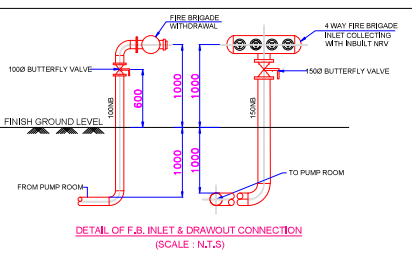 FIRE BRIGADE
WITHDRAWAL
4 WAY FIRE BRIGADE
INLET COLLECTING
WITH INBUILT NRV
100Ø BUTTERFLY VALVE
150Ø BUTTERFLY VALVE
1000
1000
600
100NB
150NB
FINISH GROUND LEVEL
1000
1000
FROM PUMP ROOM
TO PUMP ROOM
DETAIL OF F.B. INLET & DRAWOUT CONNECTION
(SCALE : N.T.S)